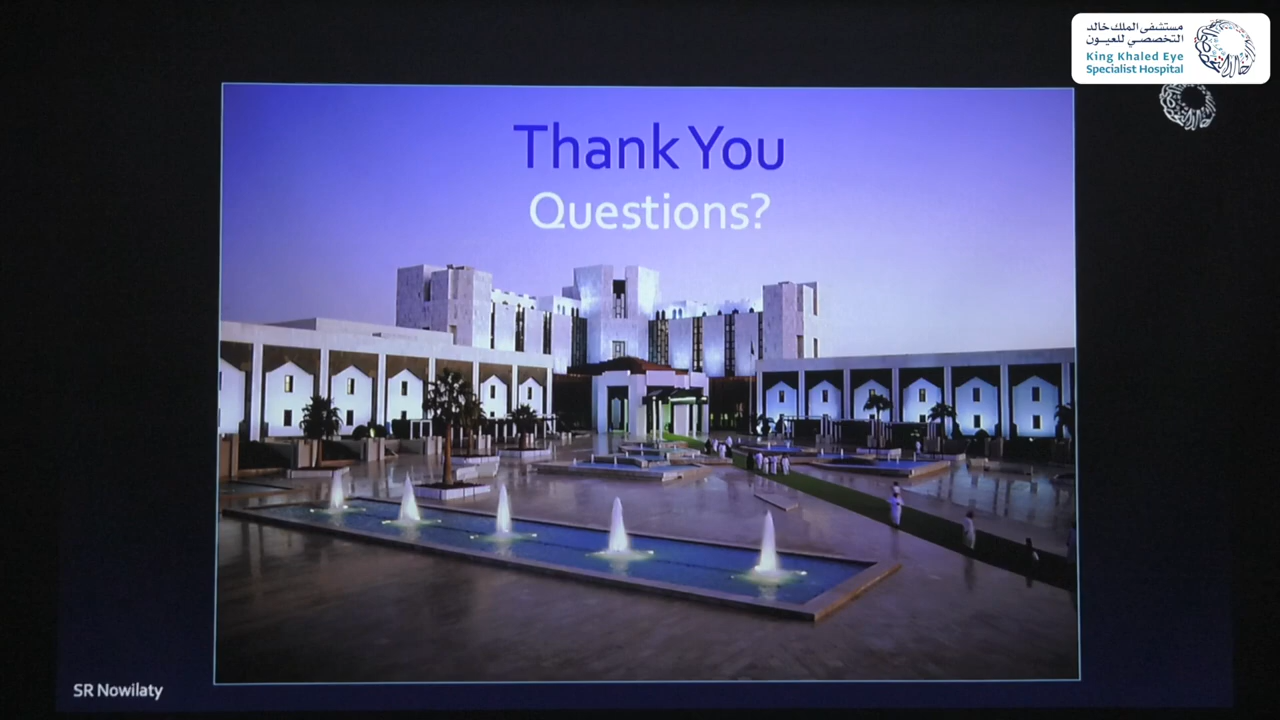 مستشفى الملك خالد
التخصصي للعيون
King Khaled Eye
Specialist Hospital
Thank You
Questions?
SR Nowilaty